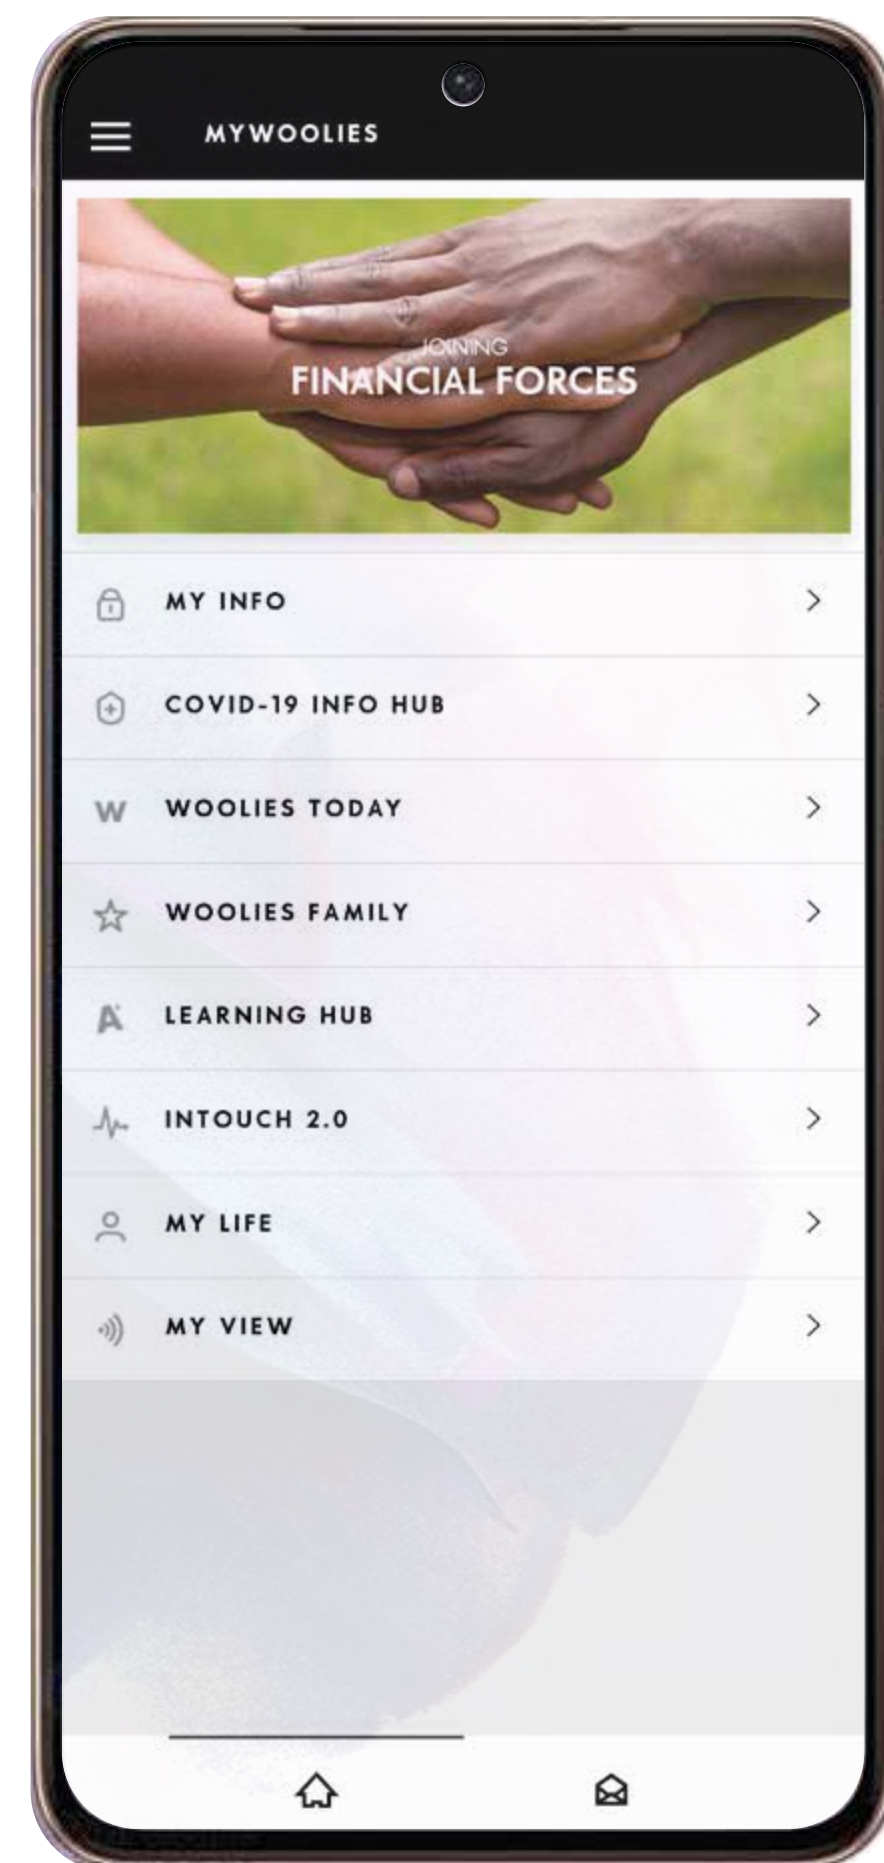 MYWOOLIES
JOINING
FINANCIAL FORCES
MY INFO
COVID-19 INFO HUB
W WOOLIES TODAY
WOOLIES FAMILY
A LEARNING HUB
INTOUCH 2.0
MY LIFE
MY VIEW